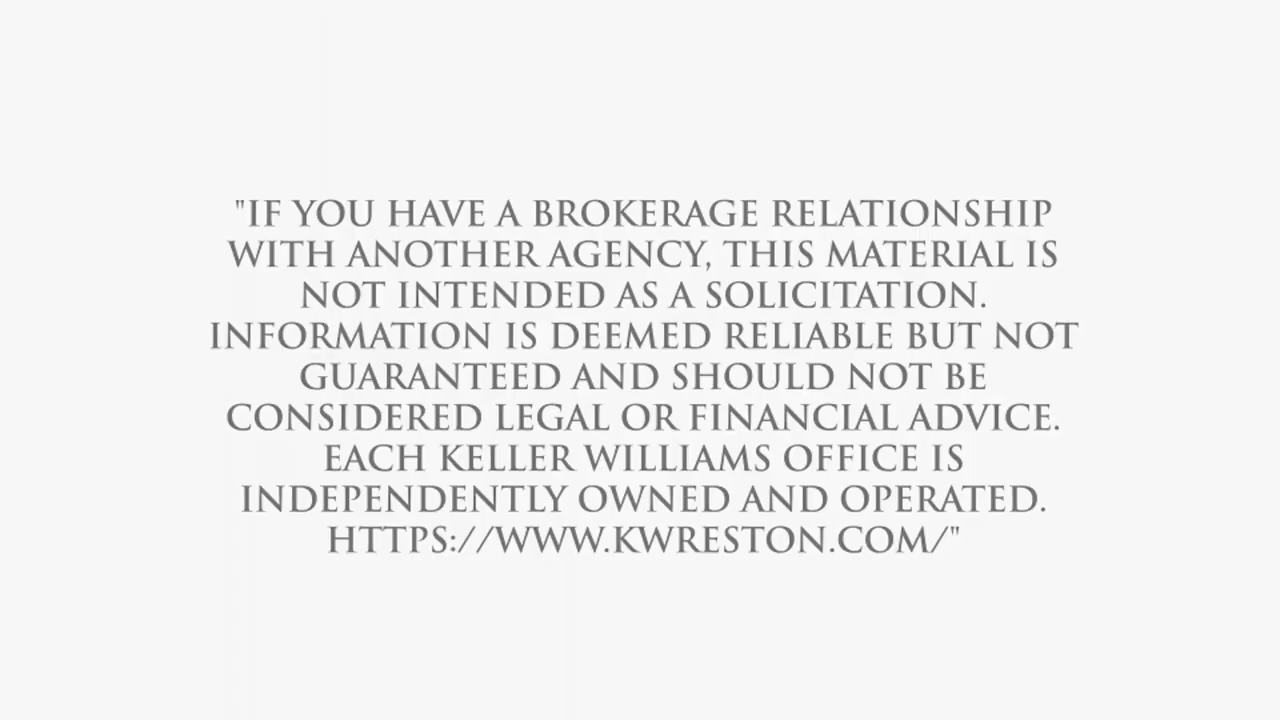 "IF YOU HAVE A BROKERAGE RELATIONSHIP
WITH ANOTHER AGENCY, THIS MATERIAL IS
NOT INTENDED AS A SOLICITATION.
INFORMATION IS DEEMED RELIABLE BUT NOT
GUARANTEED AND SHOULD NOT BE
CONSIDERED LEGAL OR FINANCIAL ADVICE.
EACH KELLER WILLIAMS OFFICE IS
INDEPENDENTLY OWNED AND OPERATED.
HTTPS://WWW.KWRESTON.COM/"